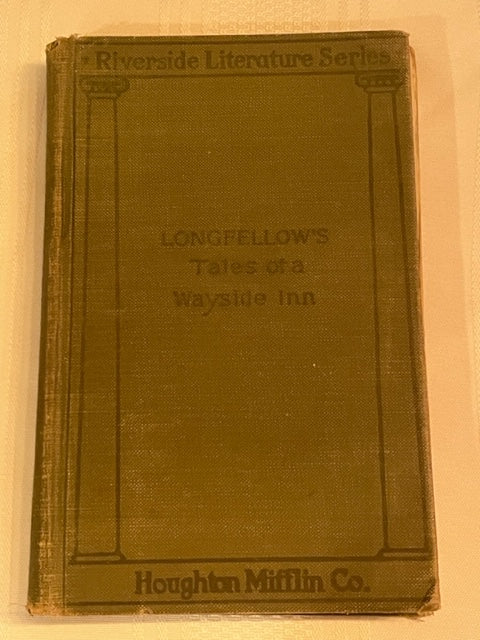 Riverside Literature Series
LONGFELLOW'S
Tales of a
Wayside Inn
Houghton Mifflin Co.